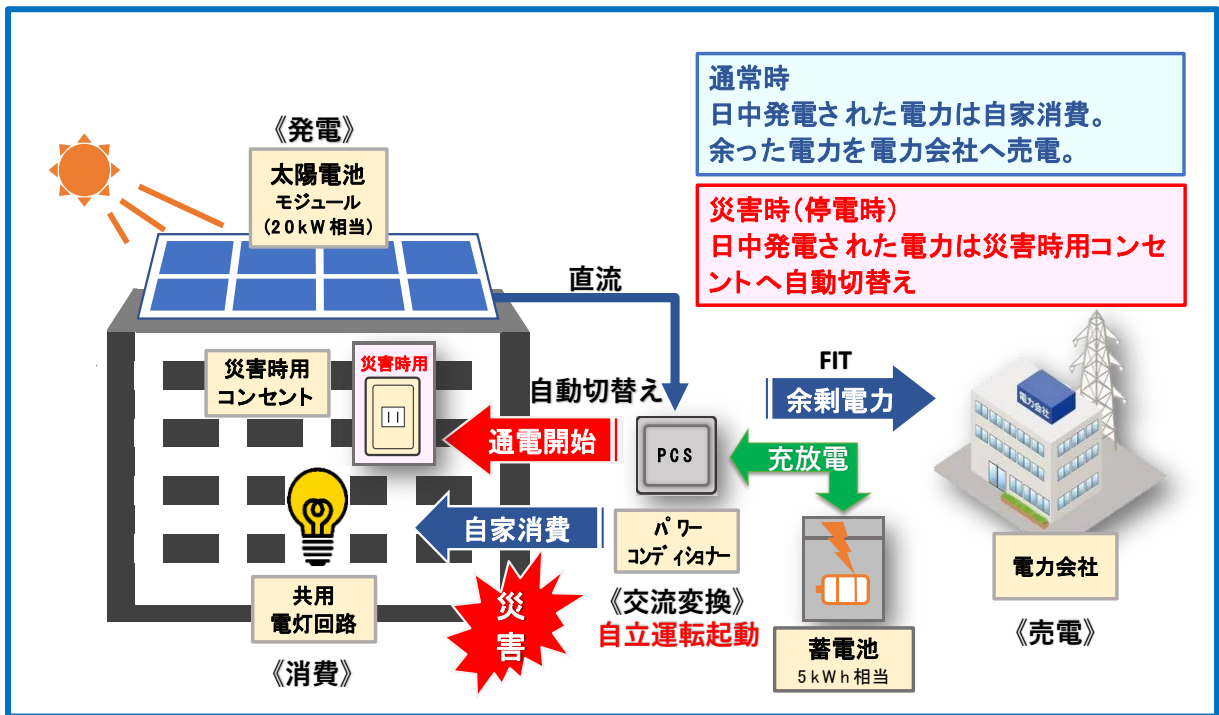 通常時
日中発電された電力は自家消費。
余った電力を電力会社へ売電。
災害時(停電時)
日中発電された電力は災害時用コンセ
ントへ自動切替え
《発電》
太陽電池
モジュール
(20kW相当)
直流
災害時用
コンセント
災害時用
自動切替え
通電開始
PCS
FIT
余剰電力
電力会社
充放電
自家消費
パワー
コンディショナー
共用
電灯回路
《消費》
災
害
《交流変換》
自立運転起動
蓄電池
5kWh相当
電力会社
《売電》